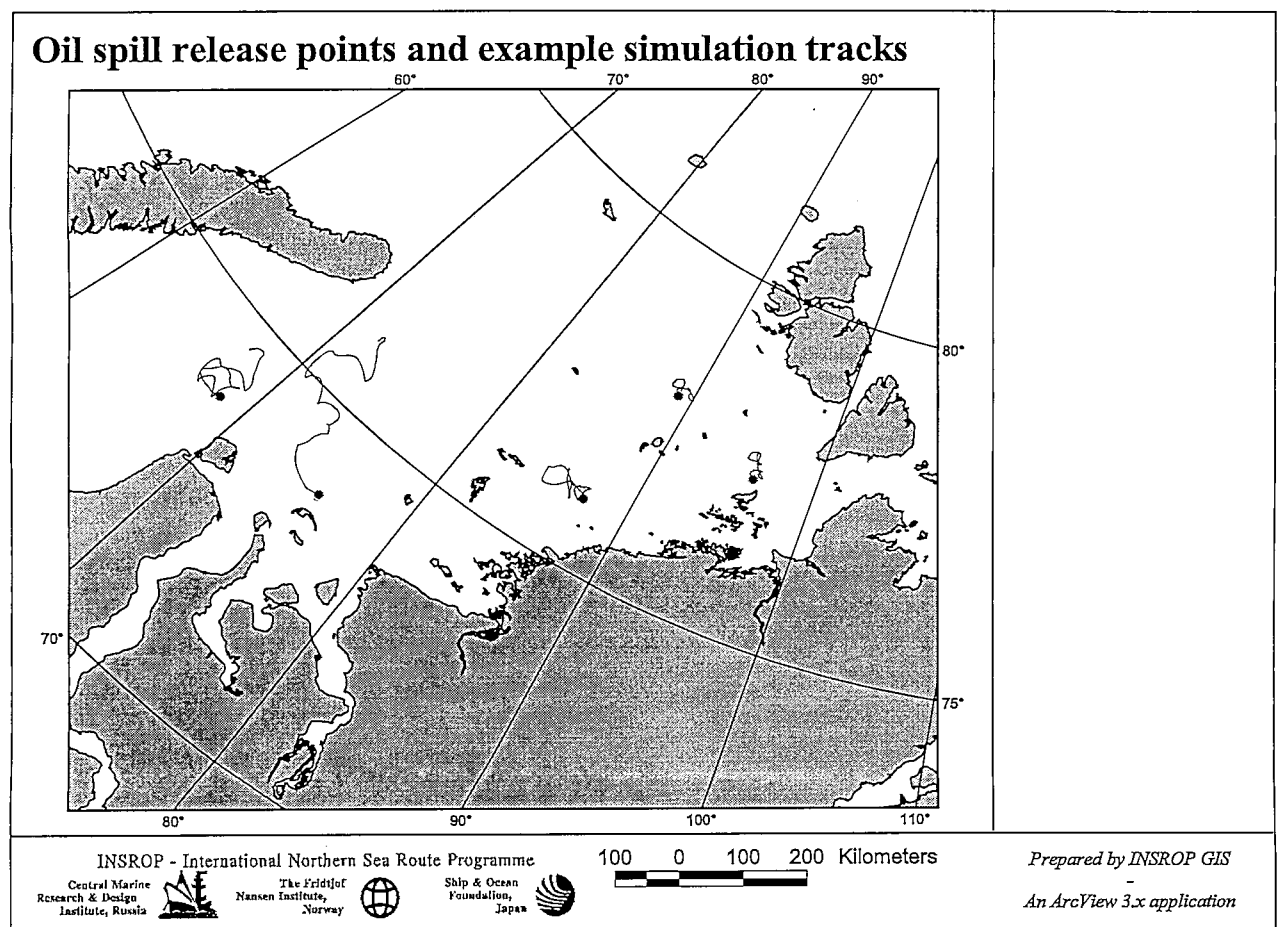 Oil spill release points and example simulation tracks
60° 70° 80° 90°
80°
70°
75°
80° 90° 100° 110°
INSROP - International Northern Sea Route Programme
Central Marine
Research & Design
Institute, Russia
The Fridtjof
Nansen Institute,
Norway
Ship & Ocean
Foundation,
Japan
100 0 100 200 Kilometers
Prepared by INSROP GIS
-
An ArcView 3.x application